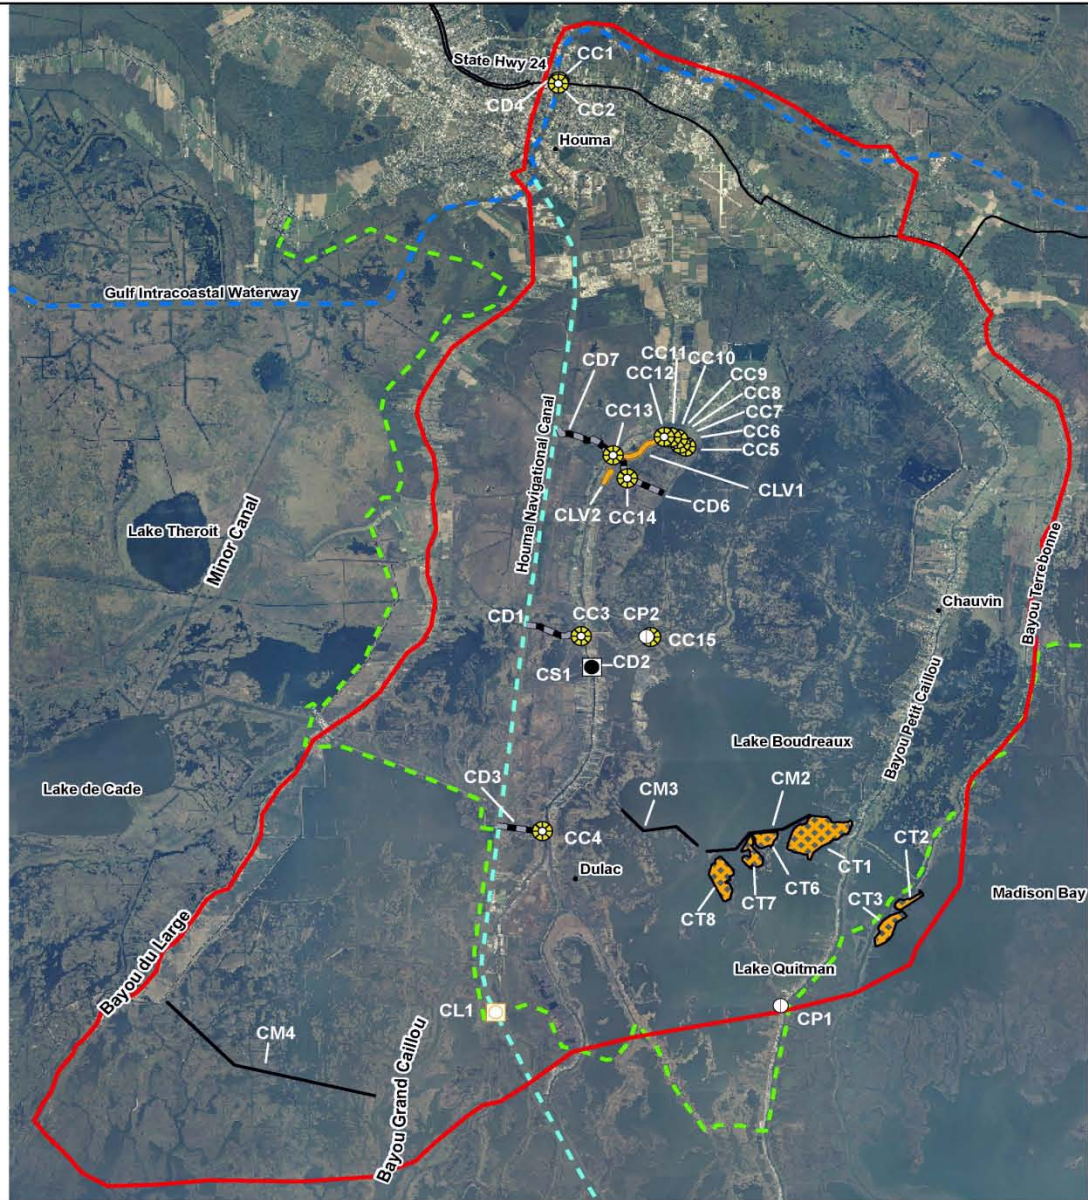 State Hwy 24
CC1
CD4
CC2
Houma
Gulf Intracoastal Waterway
CD7
CC11
CC10
CC12
CC9
CC8
CC13
CC7
CC6
CC5
Houma Navigational Canal
CLV1
CLV2
CC14
CD6
Lake Theroit
Minor Canal
CD1
CC3
CP2
CC15
Chauvin
Bayou Terrebonne
CS1
CD2
Bayou Petit Caillou
Lake Boudreaux
Lake de Cade
CD3
CM3
CM2
CC4
CT2
CT1
Dulac
CT6
CT7
CT3
CT8
Madison Bay
Lake Quitman
Bayou du Large
CL1
CP1
CM4
Bayou Grand Caillou